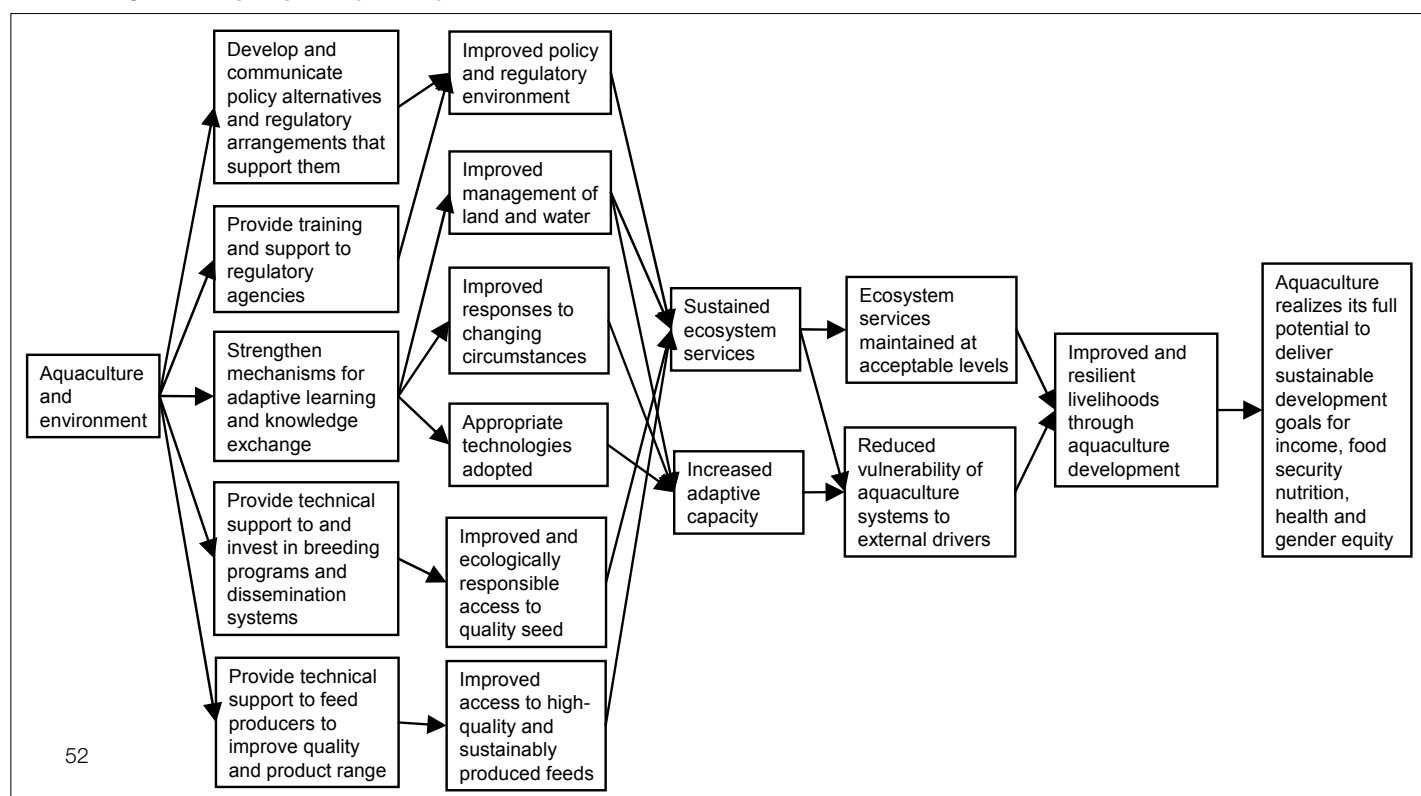 Aquaculture
and
environment
Develop and
communicate
policy alternatives
and regulatory
arrangements that
support them
Provide training
and support to
regulatory
agencies
Strengthen
mechanisms for
adaptive learning
and knowledge
exchange
Provide technical
support to and
invest in breeding
programs and
dissemination
systems
Provide technical
support to feed
producers to
improve quality
and product range
Improved policy
and regulatory
environment
Improved
management of
land and water
Improved
responses to
changing
circumstances
Appropriate
technologies
adopted
Improved and
ecologically
responsible
access to
quality seed
Improved
access to high-
quality and
sustainably
produced feeds
Sustained
ecosystem
services
Increased
adaptive
capacity
Ecosystem
services
maintained at
acceptable levels
Reduced
vulnerability of
aquaculture
systems to
external drivers
Improved and
resilient
livelihoods
through
aquaculture
development
Aquaculture
realizes its full
potential to
deliver
sustainable
development
goals for
income, food
security
nutrition,
health and
gender equity
52